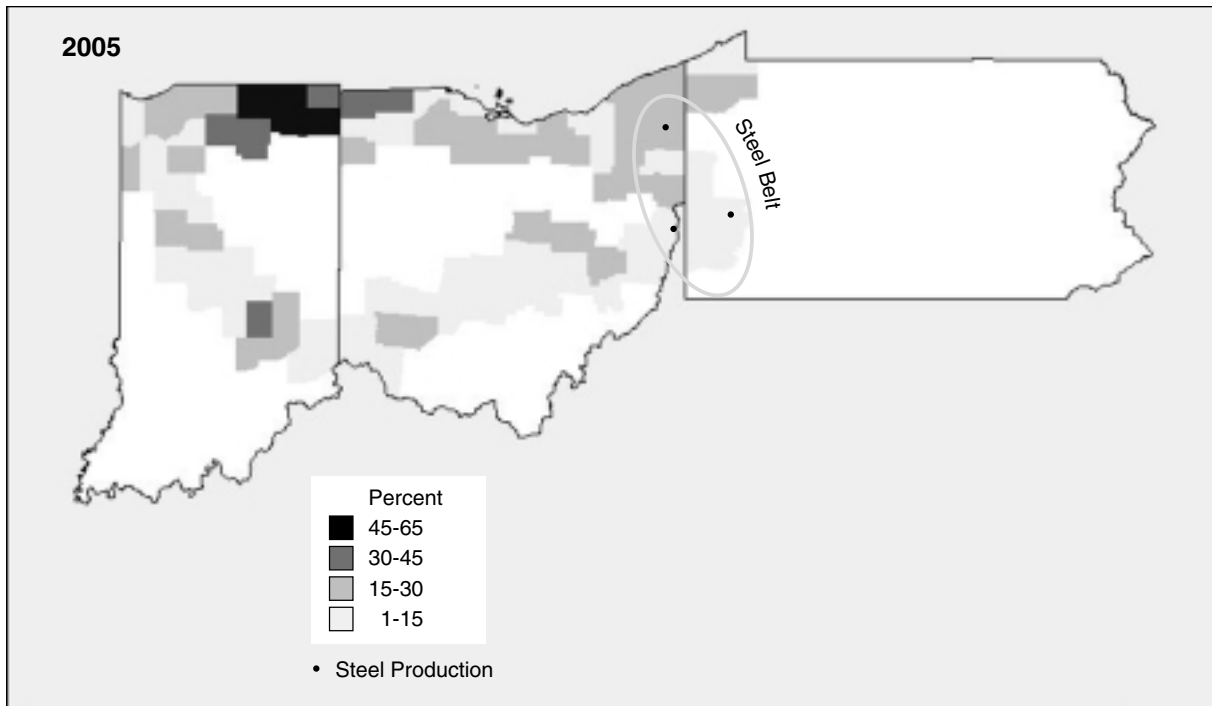 2005
Steel Belt
Percent
45-65
30-45
15-30
1-15
• Steel Production